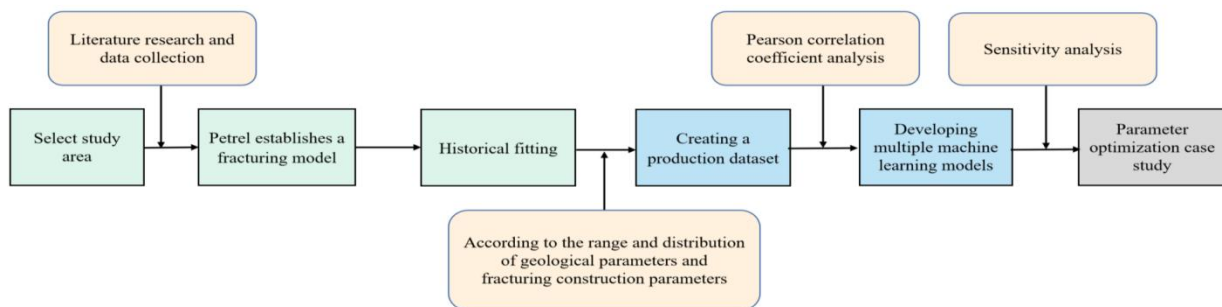 Literature research and
data collection
Pearson correlation
coefficient analysis
Sensitivity analysis
Select study
area
Petrel establishes a
fracturing model
Historical fitting
Creating a
production dataset
Developing
multiple machine
learning models
Parameter
optimization case
study
According to the range and distribution
of geological parameters and
fracturing construction parameters